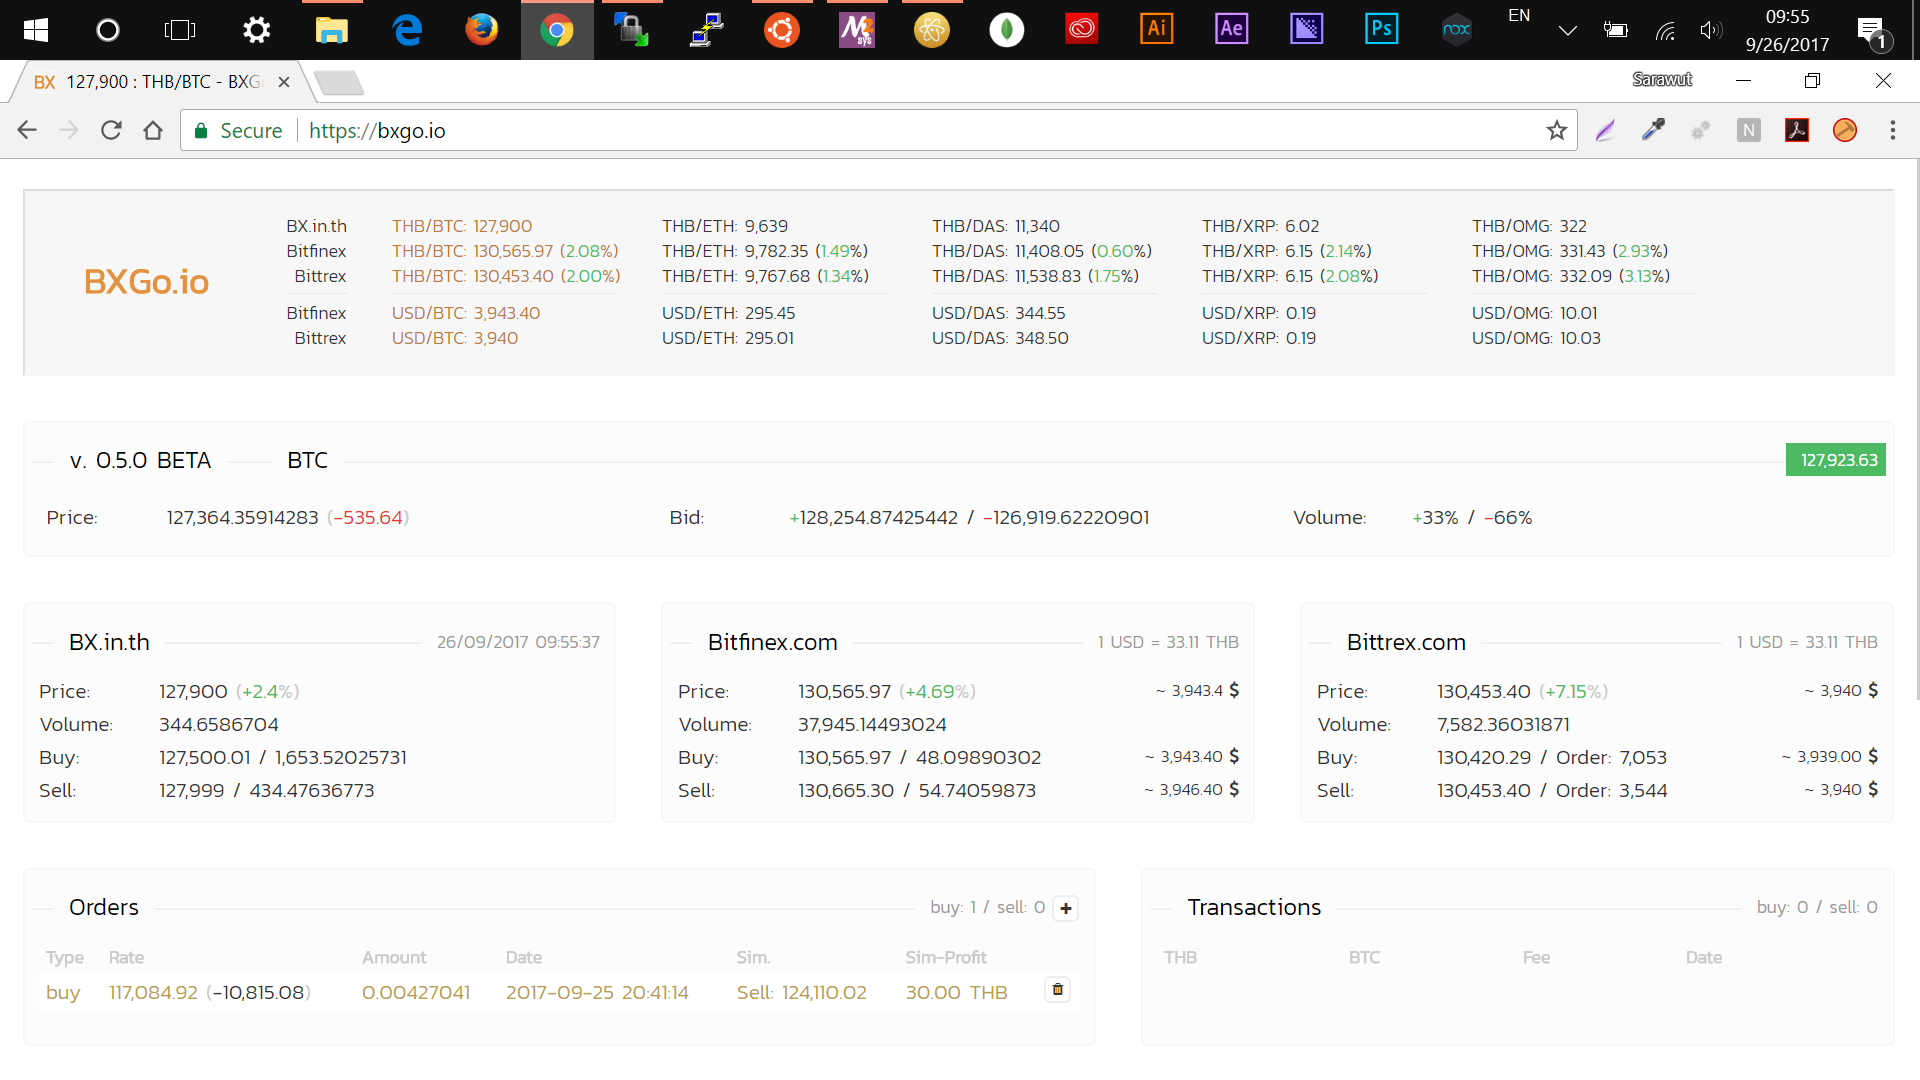 EN
09:55
9/26/2017
1
Ai
Ae
Ps
nox
M
sys
BX 127,900 : THB/BTC - BXG
Sarawut
Secure https://bxgo.io
N
BXGo.io
BX.in.th THB/BTC: 127,900 THB/ETH: 9,639 THB/DAS: 11,340 THB/XRP: 6.02 THB/OMG: 322
Bitfinex THB/BTC: 130,565.97 (2.08%) THB/ETH: 9,782.35 (1.49%) THB/DAS: 11,408.05 (0.60%) THB/XRP: 6.15 (2.14%) THB/OMG: 331.43 (2.93%)
Bittrex THB/BTC: 130,453.40 (2.00%) THB/ETH: 9,767.68 (1.34%) THB/DAS: 11,538.83 (1.75%) THB/XRP: 6.15 (2.08%) THB/OMG: 332.09 (3.13%)
Bitfinex USD/BTC: 3,943.40 USD/ETH: 295.45 USD/DAS: 344.55 USD/XRP: 0.19 USD/OMG: 10.01
Bittrex USD/BTC: 3,940 USD/ETH: 295.01 USD/DAS: 348.50 USD/XRP: 0.19 USD/OMG: 10.03
v. 0.5.0 BETA BTC 127,923.63
Price: 127,364.35914283 (-535.64) Bid: +128,254.87425442 / -126,919.62220901 Volume: +33% / -66%
BX.in.th 26/09/2017 09:55:37
Price: 127,900 (+2.4%)
Volume: 344.6586704
Buy: 127,500.01 / 1,653.52025731
Sell: 127,999 / 434.47636773
Bitfinex.com 1 USD = 33.11 THB
Price: 130,565.97 (+4.69%) ~ 3,943.4 $
Volume: 37,945.14493024
Buy: 130,565.97 / 48.09890302 ~ 3,943.40 $
Sell: 130,665.30 / 54.74059873 ~ 3,946.40 $
Bittrex.com 1 USD = 33.11 THB
Price: 130,453.40 (+7.15%) ~ 3,940 $
Volume: 7,582.36031871
Buy: 130,420.29 / Order: 7,053 ~ 3,939.00 $
Sell: 130,453.40 / Order: 3,544 ~ 3,940 $
Orders buy: 1 / sell: 0 +
Type Rate Amount Date Sim. Sim-Profit
buy 117,084.92 (-10,815.08) 0.00427041 2017-09-25 20:41:14 Sell: 124,110.02 30.00 THB
Transactions buy: 0 / sell: 0
THB BTC Fee Date